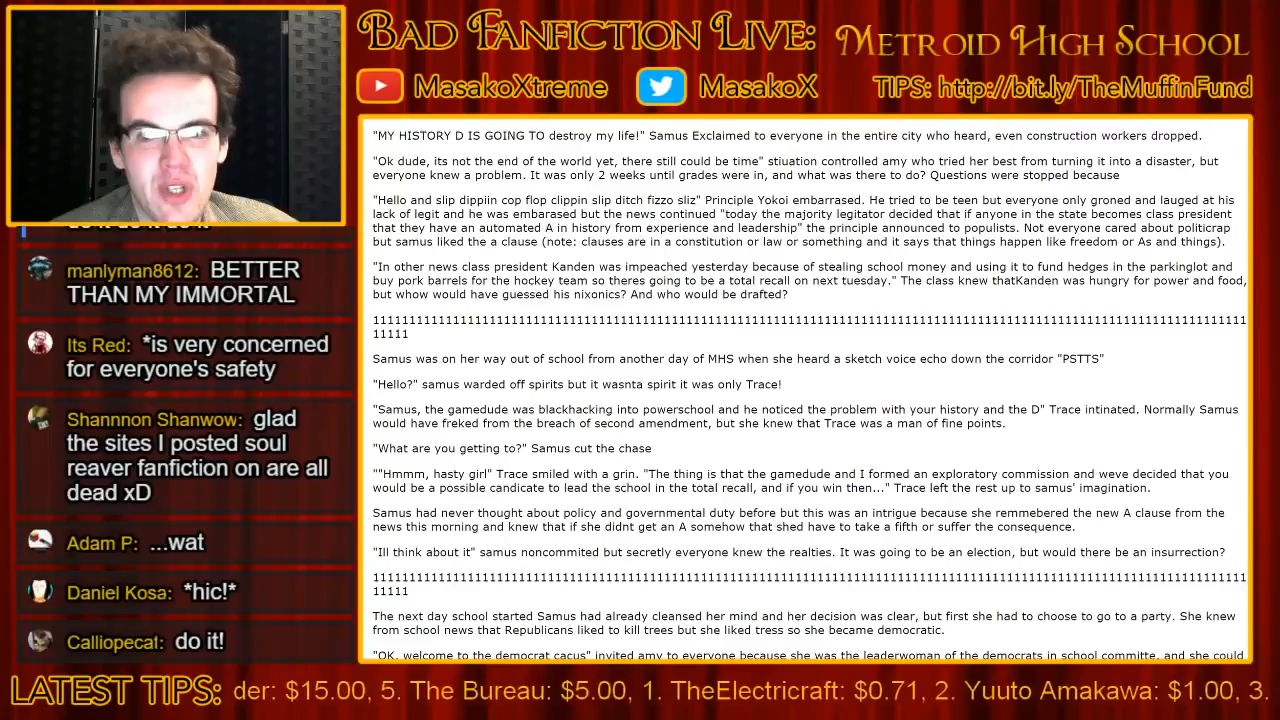 BAD FANFICTION LIVE: METROID HIGH SCHOOL
MasakoXtreme MasakoX TIPS: http://bit.ly/TheMuffinFund
"MY HISTORY D IS GOING TO destroy my life!" Samus Exclaimed to everyone in the entire city who heard, even construction workers dropped.
"Ok dude, its not the end of the world yet, there still could be time" stiuation controlled amy who tried her best from turning it into a disaster, but
everyone knew a problem. It was only 2 weeks until grades were in, and what was there to do? Questions were stopped because
"Hello and slip dippiin cop flop clippin slip ditch fizzo sliz" Principle Yokoi embarrased. He tried to be teen but everyone only groned and lauged at his
lack of legit and he was embarased but the news continued "today the majority legitator decided that if anyone in the state becomes class president
that they have an automated A in history from experience and leadership" the principle announced to populists. Not everyone cared about politicrap
but samus liked the a clause (note: clauses are in a constitution or law or something and it says that things happen like freedom or As and things).
"In other news class president Kanden was impeached yesterday because of stealing school money and using it to fund hedges in the parkinglot and
buy pork barrels for the hockey team so theres going to be a total recall on next tuesday." The class knew thatKanden was hungry for power and food,
but whow would have guessed his nixonics? And who would be drafted?
1111111111111111111111111111111111111111111111111111111111111111111111111111111111111111111111111111111111111111111111111
11111
Samus was on her way out of school from another day of MHS when she heard a sketch voice echo down the corridor "PSTTS"
"Hello?" samus warded off spirits but it wasnta spirit it was only Trace!
"Samus, the gamedude was blackhacking into powerschool and he noticed the problem with your history and the D" Trace intinated. Normally Samus
would have freked from the breach of second amendment, but she knew that Trace was a man of fine points.
"What are you getting to?" Samus cut the chase
""Hmmm, hasty girl" Trace smiled with a grin. "The thing is that the gamedude and I formed an exploratory commission and weve decided that you
would be a possible candicate to lead the school in the total recall, and if you win then..." Trace left the rest up to samus' imagination.
Samus had never thought about policy and governmental duty before but this was an intrigue because she remmebered the new A clause from the
news this morning and knew that if she didnt get an A somehow that shed have to take a fifth or suffer the consequence.
"Ill think about it" samus noncommited but secretly everyone knew the realties. It was going to be an election, but would there be an insurrection?
1111111111111111111111111111111111111111111111111111111111111111111111111111111111111111111111111111111111111111111111111
11111
The next day school started Samus had already cleansed her mind and her decision was clear, but first she had to choose to go to a party. She knew
from school news that Republicans liked to kill trees but she liked tress so she became democratic.
"OK, welcome to the democrat cacus" invited amy to everyone because she was the leaderwoman of the democrats in school committe, and she could
manlyman8612: BETTER
THAN MY IMMORTAL
Its Red: *is very concerned
for everyone's safety
Shannnon Shanwow: glad
the sites I posted soul
reaver fanfiction on are all
dead xD
Adam P: ...wat
Daniel Kosa: *hic!*
Calliopecat: do it!
LATEST TIPS: der: $15.00, 5. The Bureau: $5.00, 1. TheElectricraft: $0.71, 2. Yuuto Amakawa: $1.00, 3.